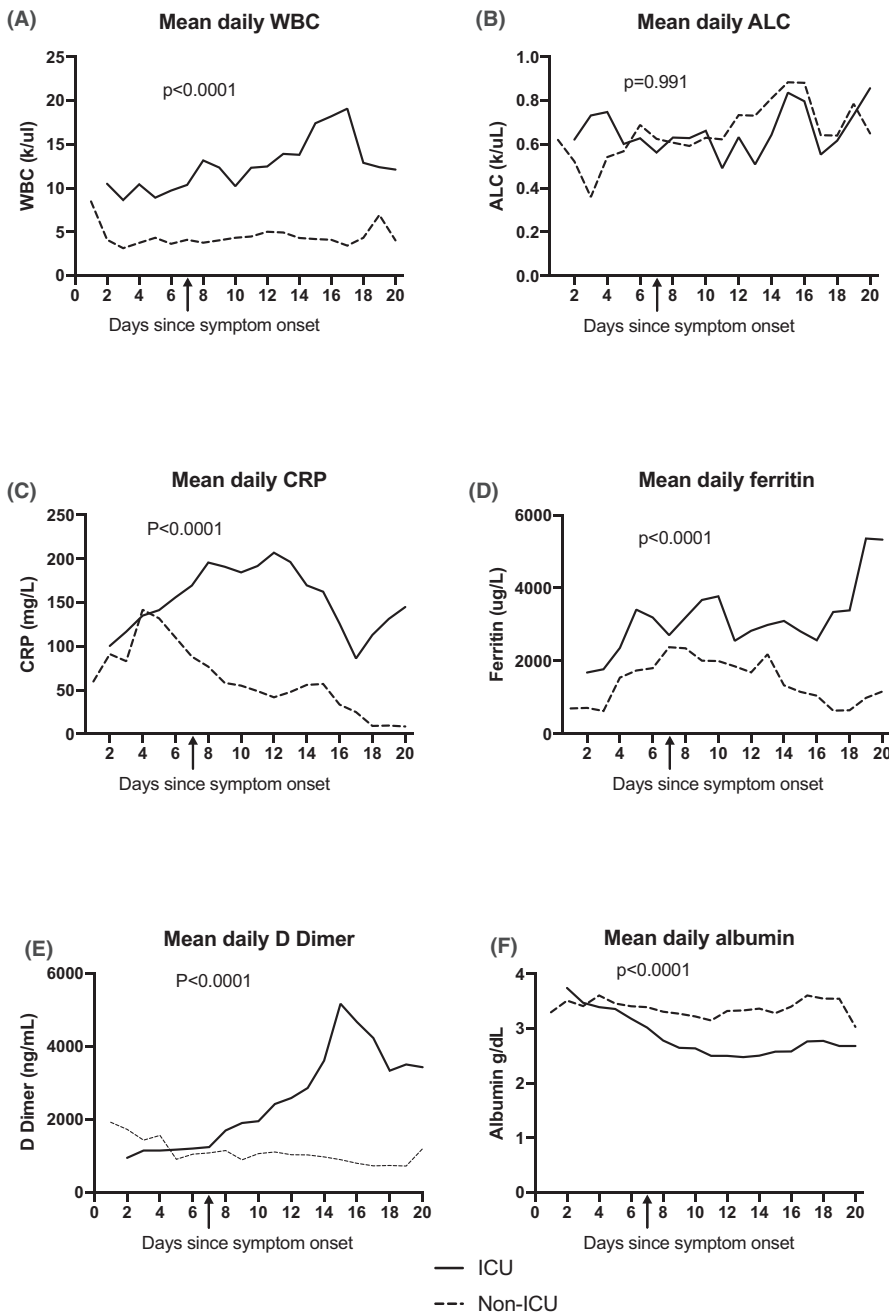 (A)
Mean daily WBC
p<0.0001
WBC (k/ul)
25
20
15
10
5
0
0 2 4 6 8 10 12 14 16 18 20
Days since symptom onset
(B)
Mean daily ALC
p=0.991
ALC (k/uL)
1.0
0.8
0.6
0.4
0.2
0.0
2 4 6 8 10 12 14 16 18 20
Days since symptom onset
(C)
Mean daily CRP
P<0.0001
CRP (mg/L)
250
200
150
100
50
0
2 4 6 8 10 12 14 16 18 20
Days since symptom onset
(D)
Mean daily ferritin
p<0.0001
Ferritin (ug/L)
6000
4000
2000
0
2 4 6 8 10 12 14 16 18 20
Days since symptom onset
(E)
Mean daily D Dimer
P<0.0001
D Dimer (ng/mL)
6000
4000
2000
0
0 2 4 6 8 10 12 14 16 18 20
Days since symptom onset
(F)
Mean daily albumin
p<0.0001
Albumin g/dL
4
3
2
1
0
0 2 4 6 8 10 12 14 16 18 20
Days since symptom onset
ICU
Non-ICU